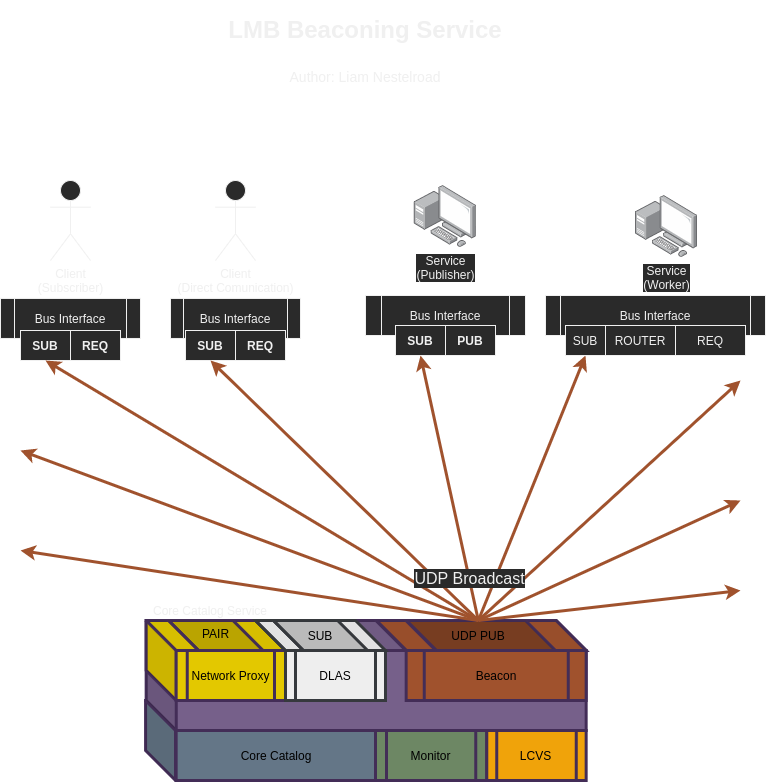 LMB Beaconing Service
Author: Liam Nestelroad
Client
(Subscriber)
Client
(Direct Comunication)
Service
(Publisher)
Service
(Worker)
Bus Interface
SUB REQ
Bus Interface
SUB REQ
Bus Interface
SUB PUB
Bus Interface
SUB ROUTER REQ
UDP Broadcast
Core Catalog Service
PAIR
SUB
UDP PUB
Network Proxy
DLAS
Beacon
Core Catalog
Monitor
LCVS